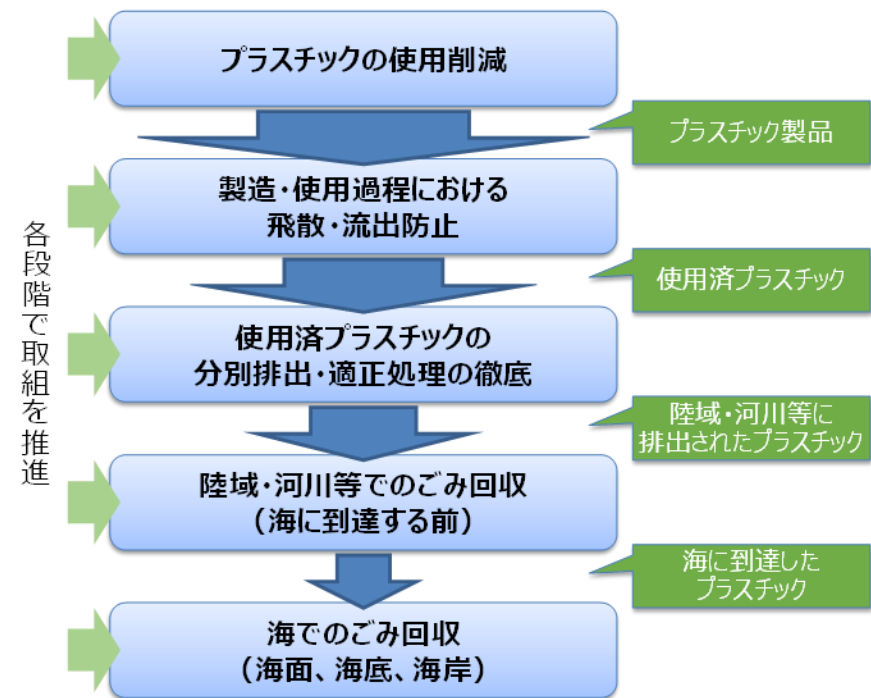 プラスチックの使用削減
プラスチック製品
製造・使用過程における
飛散・流出防止
使用済プラスチック
使用済プラスチックの
分別排出・適正処理の徹底
陸域・河川等に
排出されたプラスチック
陸域・河川等でのごみ回収
（海に到達する前）
海に到達した
プラスチック
海でのごみ回収
（海面、海底、海岸）
各段階で取組を推進